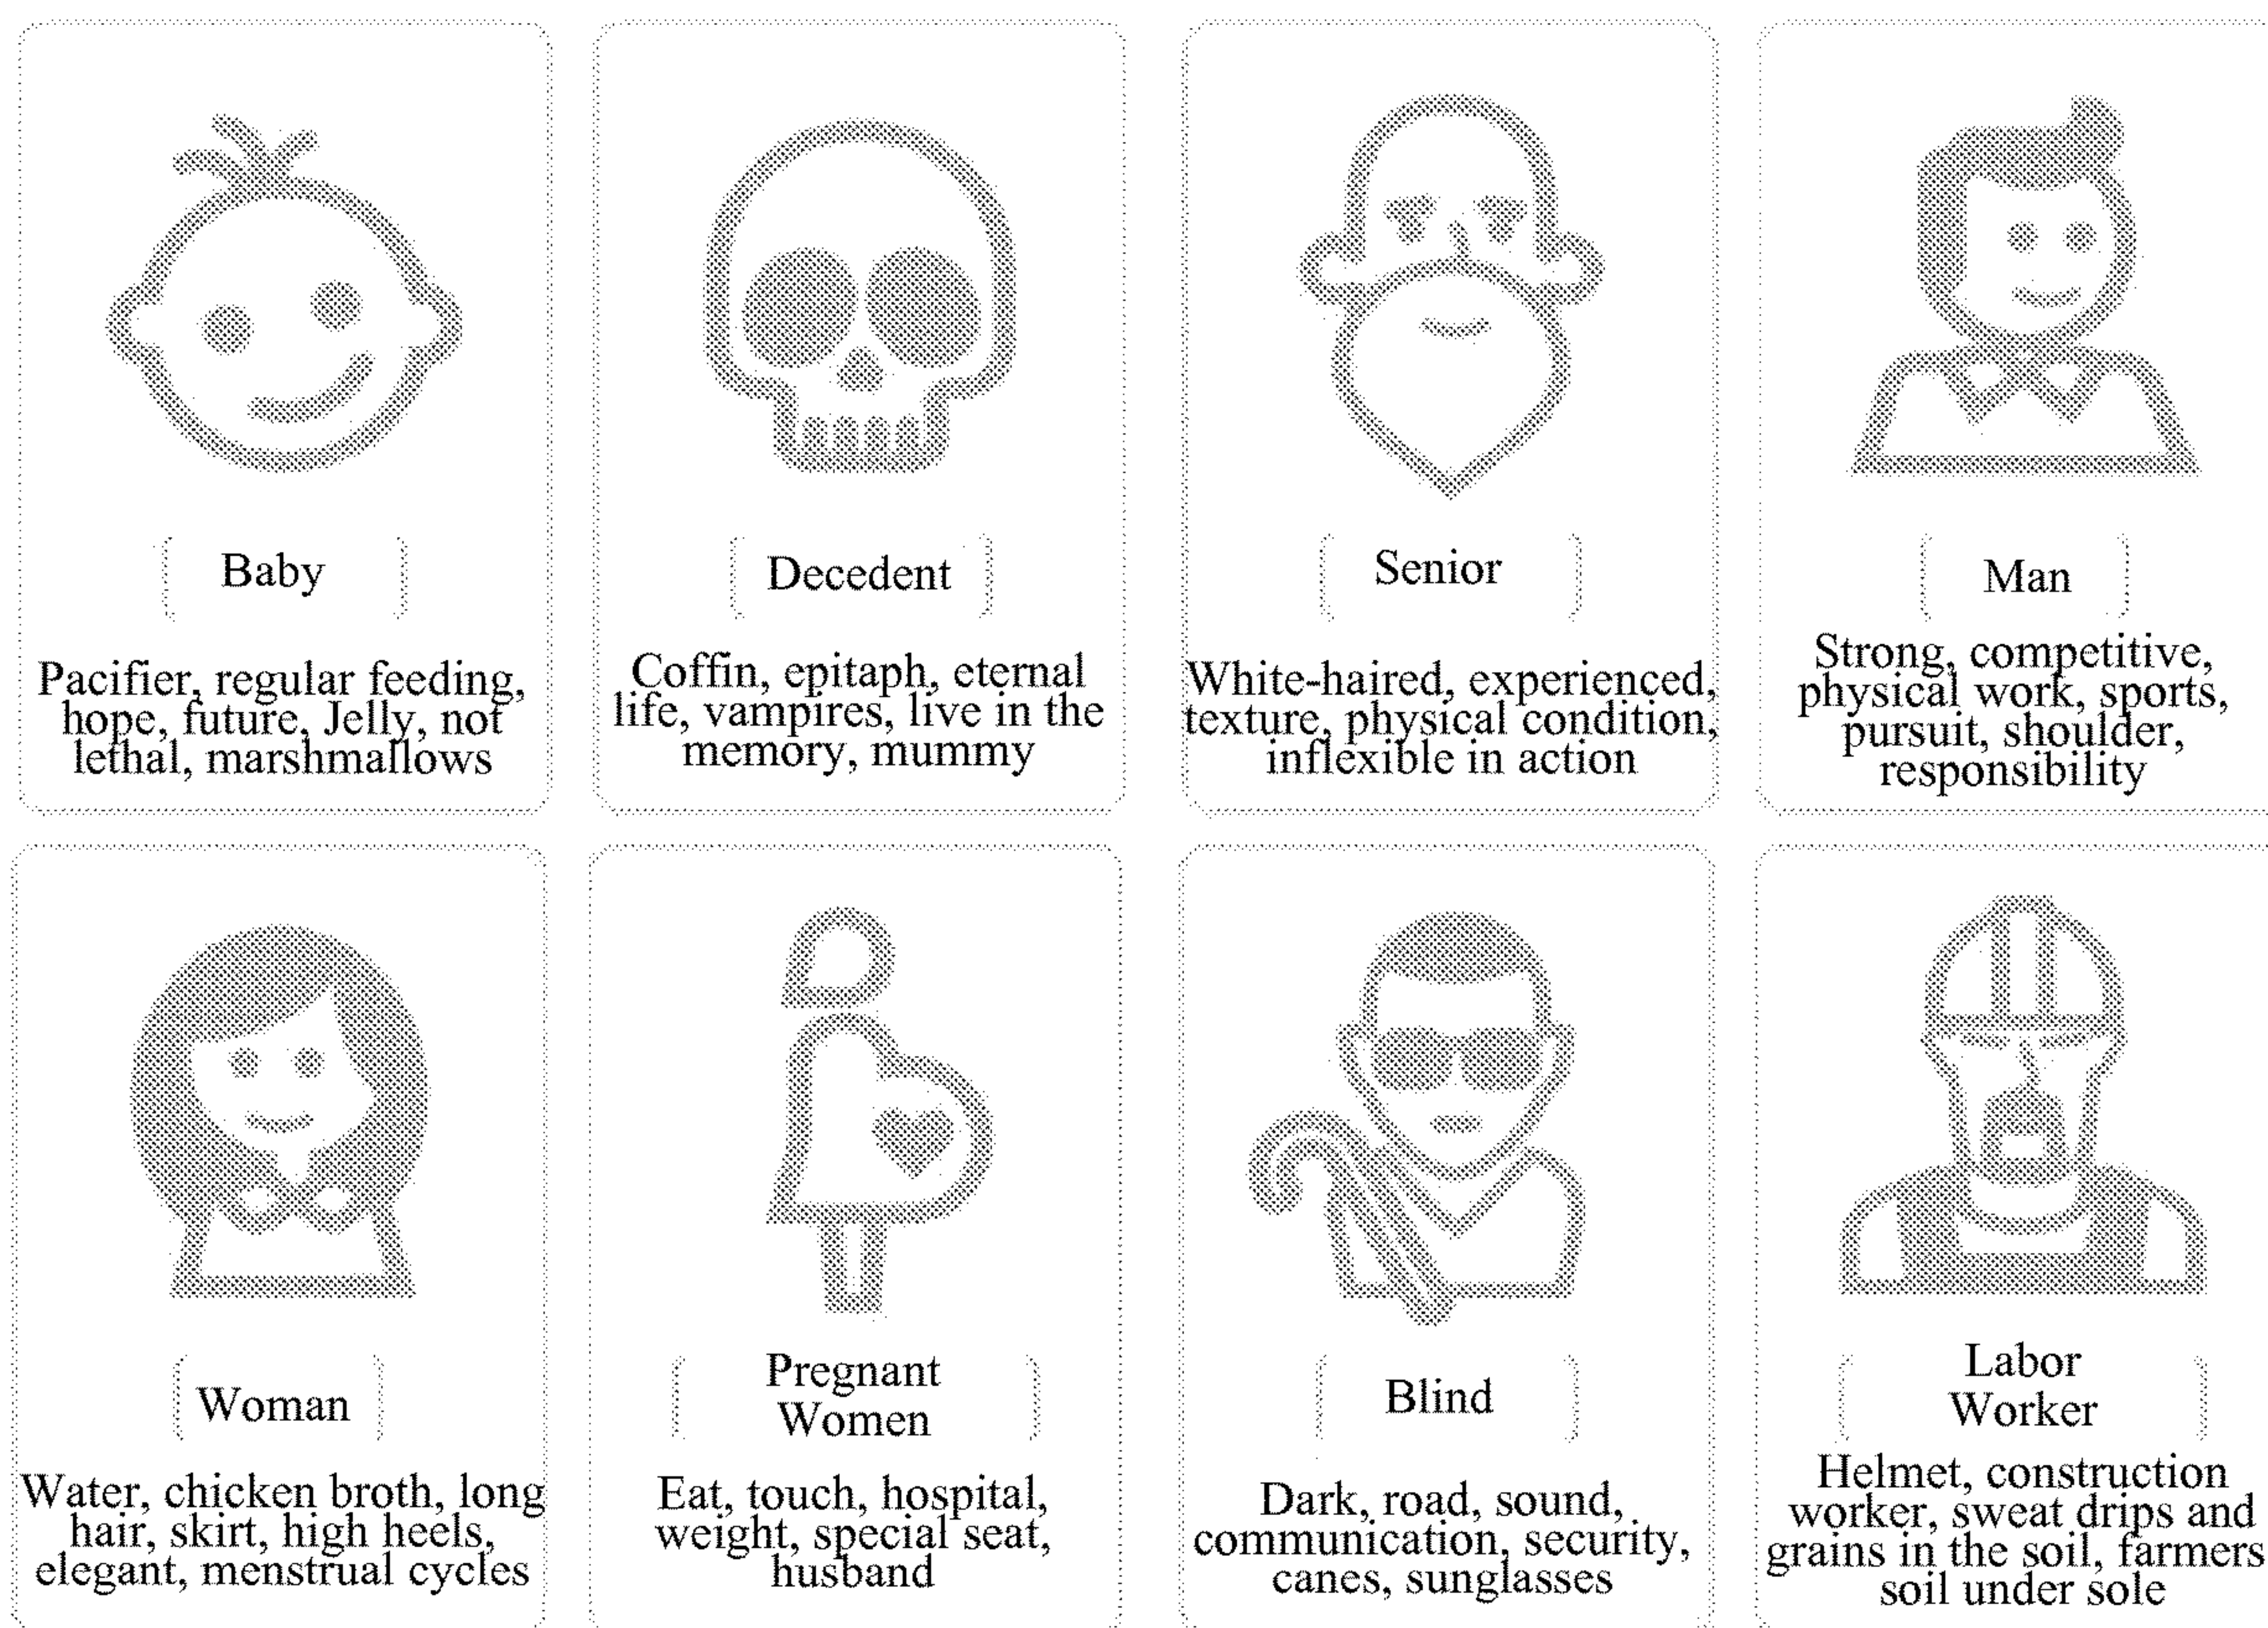 Baby
Pacifier, regular feeding,
hope, future, Jelly, not
lethal, marshmallows
Decedent
Coffin, epitaph, eternal
life, vampires, live in the
memory, mummy
Senior
White-haired, experienced,
texture, physical condition,
inflexible in action
Man
Strong, competitive,
physical work, sports,
pursuit, shoulder,
responsibility
Woman
Water, chicken broth, long
hair, skirt, high heels,
elegant, menstrual cycles
Pregnant
Women
Eat, touch, hospital,
weight, special seat,
husband
Blind
Dark, road, sound,
communication, security,
canes, sunglasses
Labor
Worker
Helmet, construction
worker, sweat drips and
grains in the soil, farmers
soil under sole